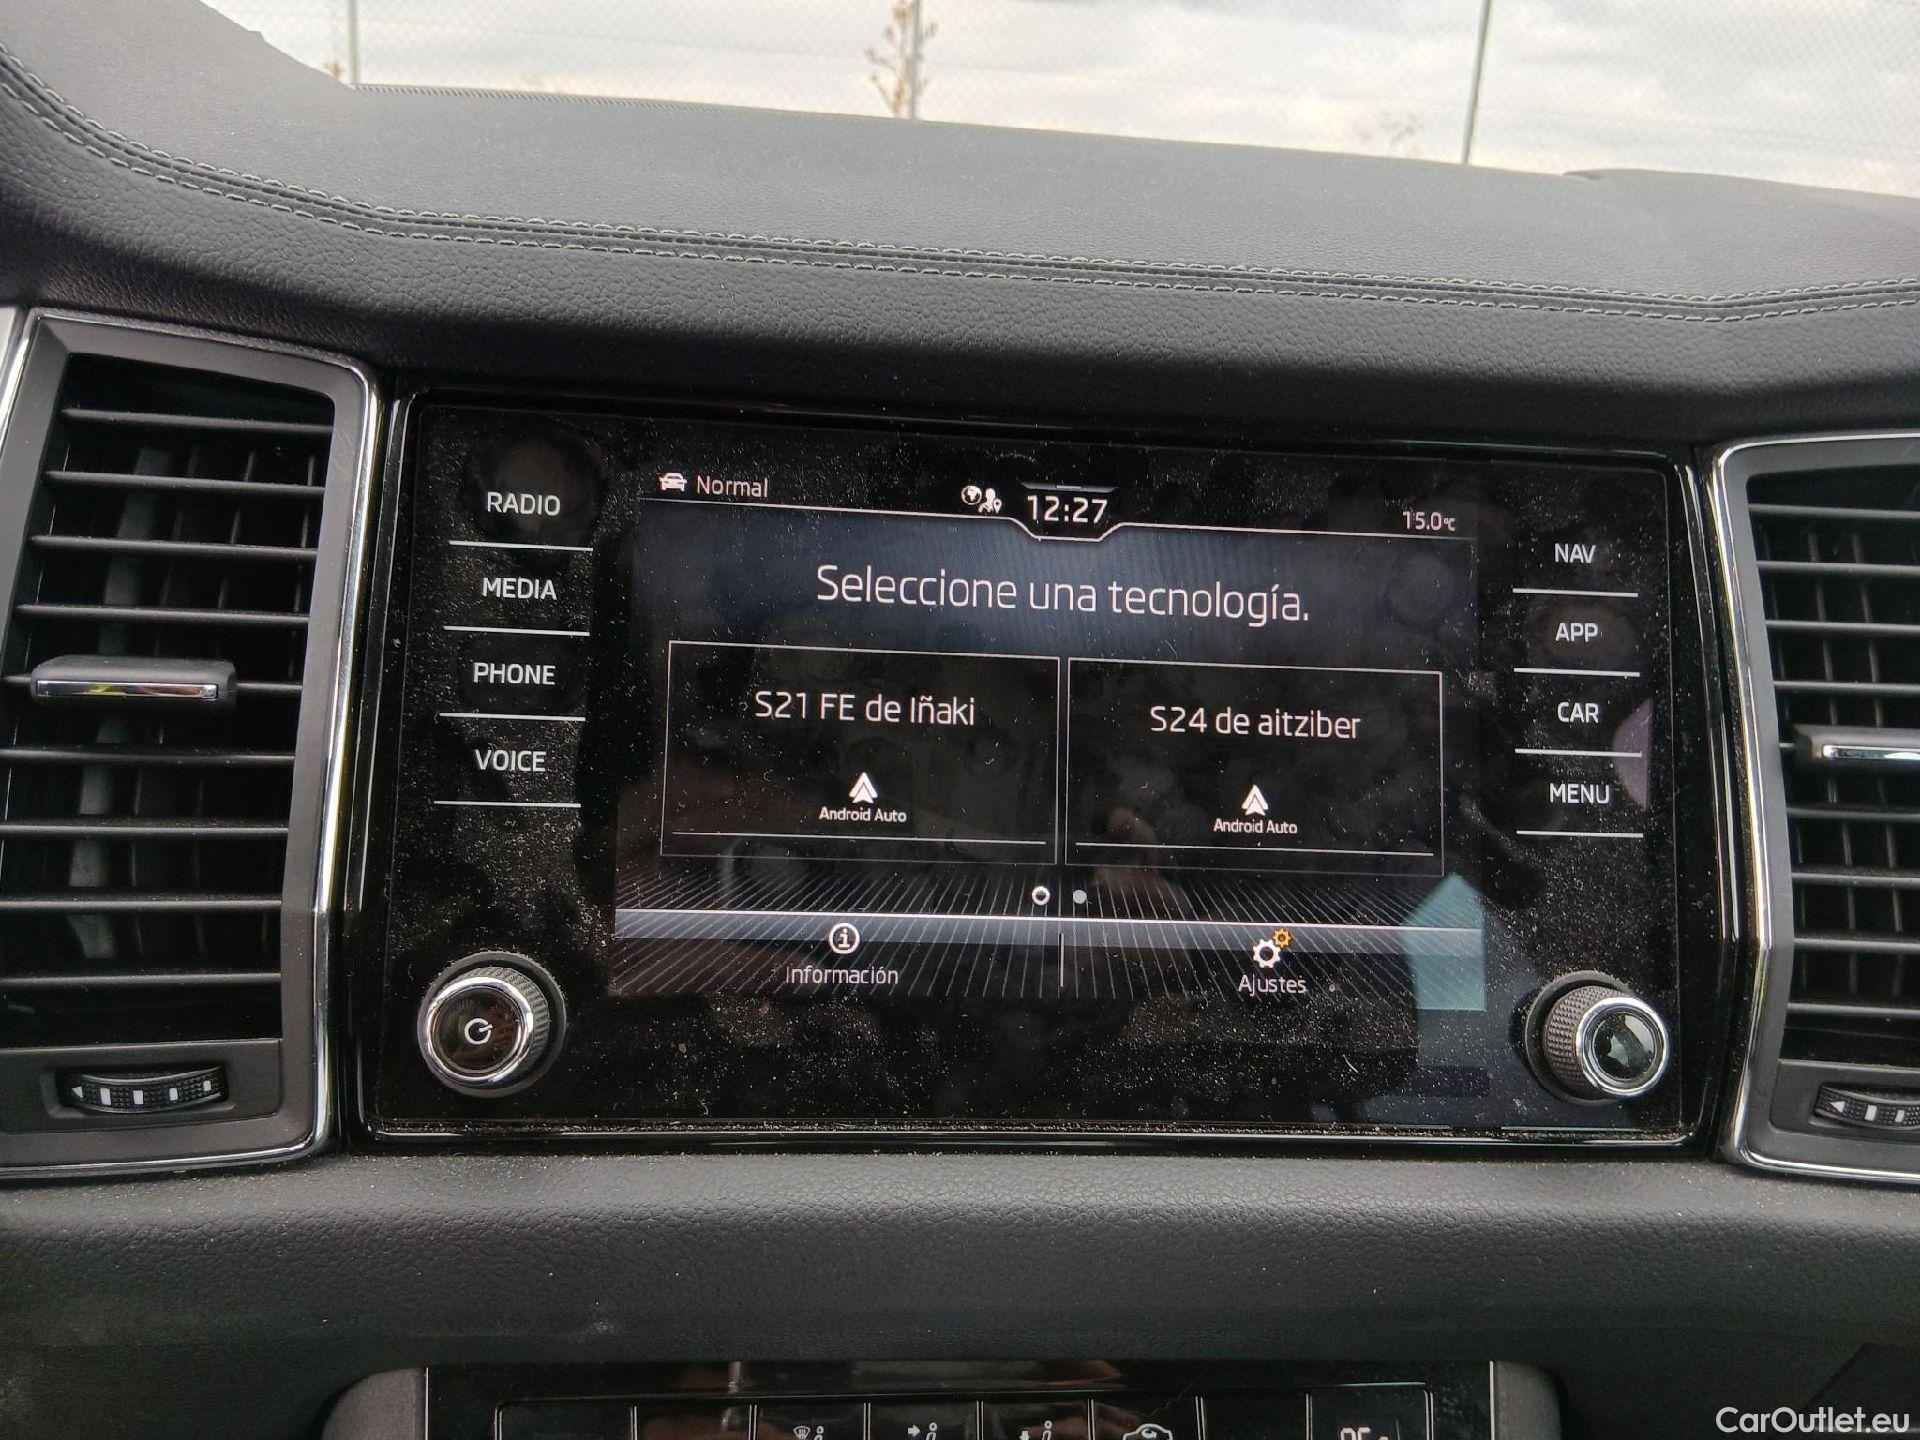 RADIO
MEDIA
PHONE
VOICE
Normal
12:27
15.0°C
Seleccione una tecnología.
S21 FE de Iñaki
Android Auto
S24 de aitziber
Android Auto
Información
Ajustes
NAV
APP
CAR
MENU
CarOutlet.eu